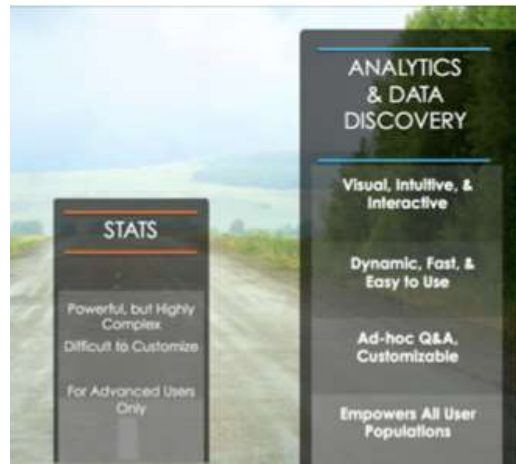 STATS
Powerful, but Highly
Complex
Difficult to Customize
For Advanced Users
Only
ANALYTICS
& DATA
DISCOVERY
Visual, Intuitive, &
Interactive
Dynamic, Fast, &
Easy to Use
Ad-hoc Q&A,
Customizable
Empowers All User
Populations